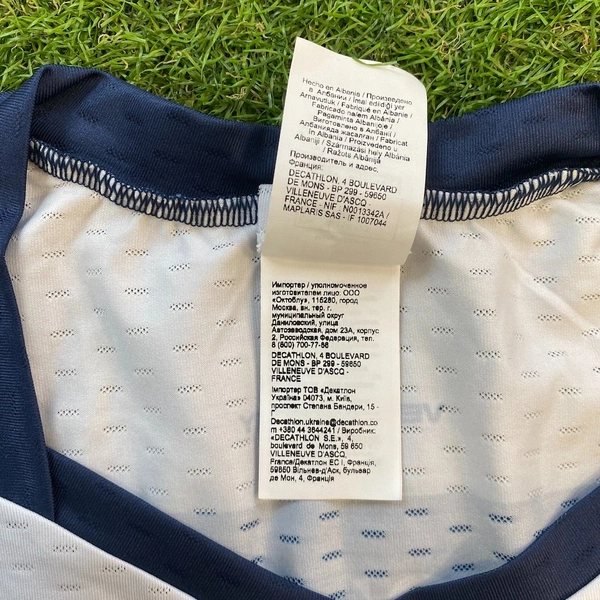 Hecho en Albania / Произведено
в Албании / İmal edildiği yer
Arnavutluk / Fabriqué en Albanie /
Fabricado na/em Albânia /
Pagaminta Albanijoje /
Виготовлено в Албанії /
Албанияда жасалған / Fabricat
în Albania / Proizvedeno u
Albaniji / Származási hely Albánia
/ Ražots Albānijā
Производитель и адрес,
Франция:
DECATHLON, 4 BOULEVARD
DE MONS - BP 299 - 59650
VILLENEUVE D'ASCQ -
FRANCE - NIF : N0013342A /
MAPLARIS SAS - IF 1007044
Импортер / уполномоченное
изготовителем лицо: ООО
«Октоблу», 115280, город
Москва, вн. тер. г.
муниципальный округ
Даниловский, улица
Автозаводская, дом 23А, корпус
2, Российская Федерация, тел.
8 (800) 700-77-66
DECATHLON, 4 BOULEVARD
DE MONS - BP 299 - 59650
VILLENEUVE D'ASCQ -
FRANCE
Імпортер ТОВ «Декатлон
Україна» 04073, м. Київ,
проспект Степана Бандери, 15 -
Г
Decathlon.ukraine@decathlon.co
m +380 44 3644241 / Виробник:
«DECATHLON S.E.», 4,
boulevard de Mons, 59 650
VILLENEUVE D'ASCQ,
France/Декатлон ЕС І, Франція,
59650 Вільнев-д'Аск, бульвар
де Мон, 4, Франція